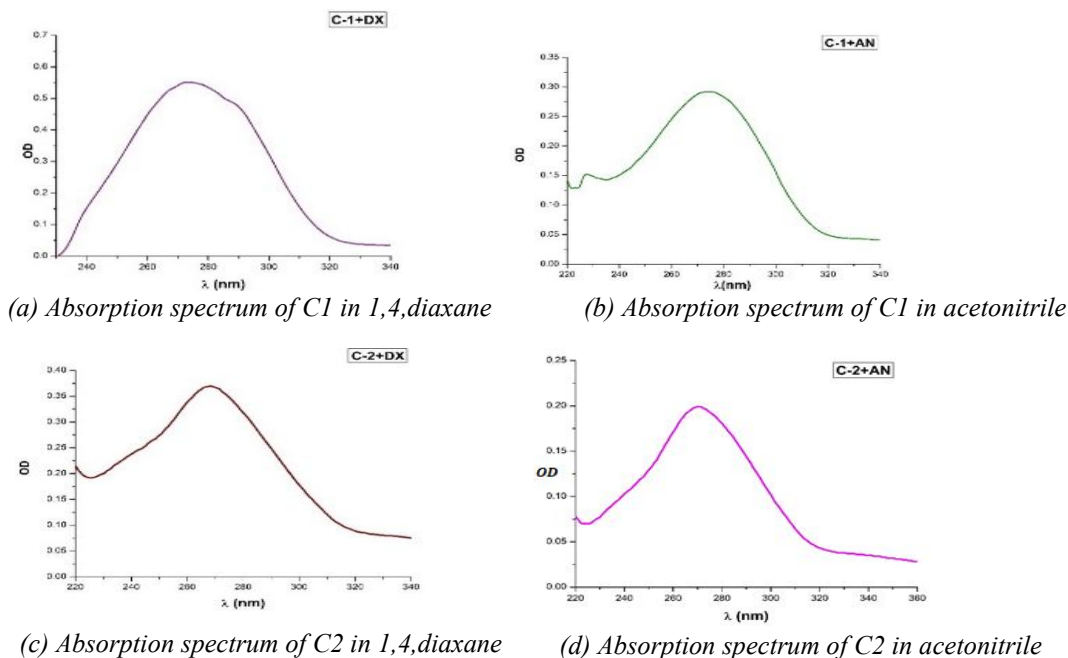 C-1+DX
0.7
0.6
0.5
0.4
0.3
0.2
0.1
0.0
OD
240 260 280 300 320 340
λ (nm)
C-1+AN
0.35
0.30
0.25
0.20
0.15
0.10
0.05
0.00
OD
220 240 260 280 300 320 340
λ(nm)
(a) Absorption spectrum of C1 in 1,4,diaxane
(b) Absorption spectrum of C1 in acetonitrile
C-2+DX
0.40
0.35
0.30
0.25
0.20
0.15
0.10
0.05
0.00
OD
220 240 260 280 300 320 340
λ (nm)
C-2+AN
0.25
0.20
0.15
0.10
0.05
0.00
OD
220 240 260 280 300 320 340 360
λ (nm)
(c) Absorption spectrum of C2 in 1,4,diaxane
(d) Absorption spectrum of C2 in acetonitrile